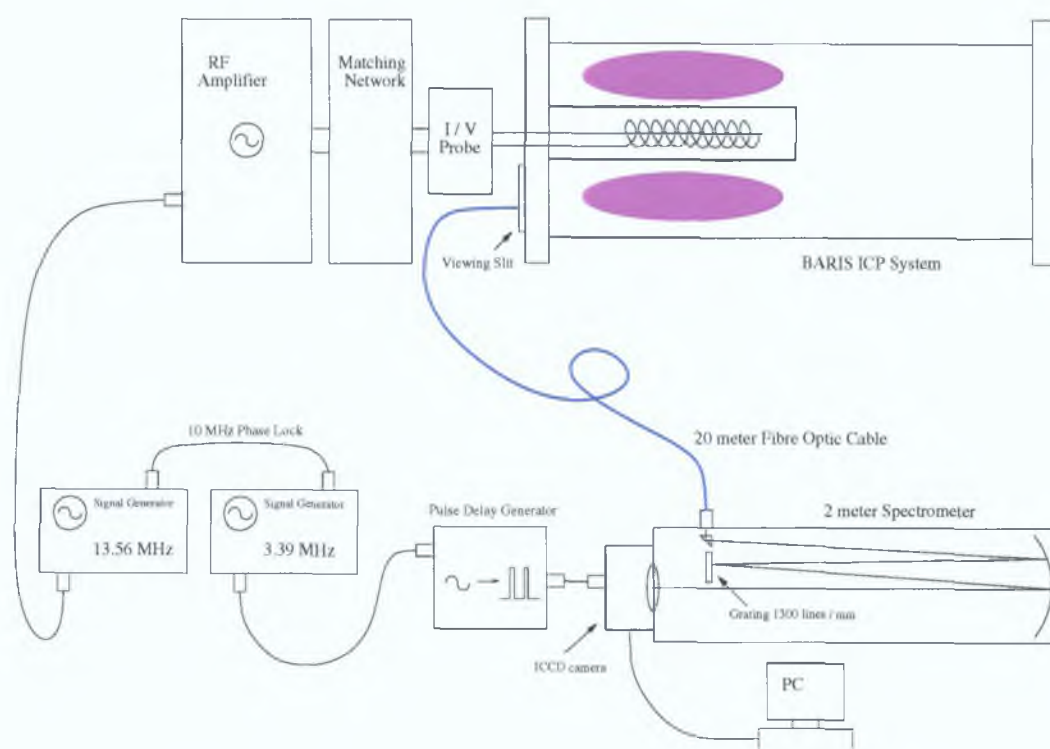 RF
Amplifier
Matching
Network
I / V
Probe
Viewing Slit
BARIS ICP System
10 MHz Phase Lock
20 meter Fibre Optic Cable
Signal Generator
13.56 MHz
Signal Generator
3.39 MHz
Pulse Delay Generator
2 meter Spectrometer
Grating 1300 lines / mm
ICCD camera
PC